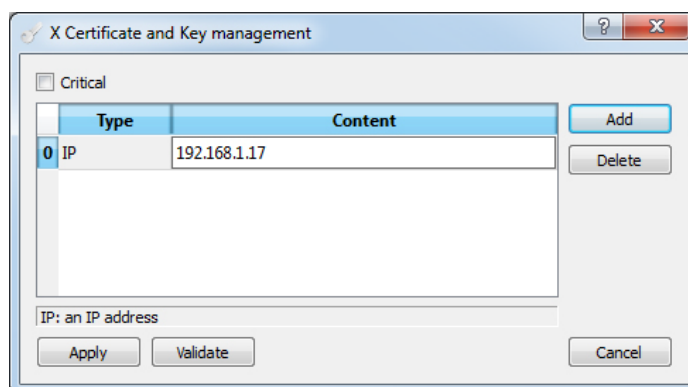 X Certificate and Key management
Critical
Type Content Add
0 IP 192.168.1.17
Delete
IP: an IP address
Apply Validate Cancel